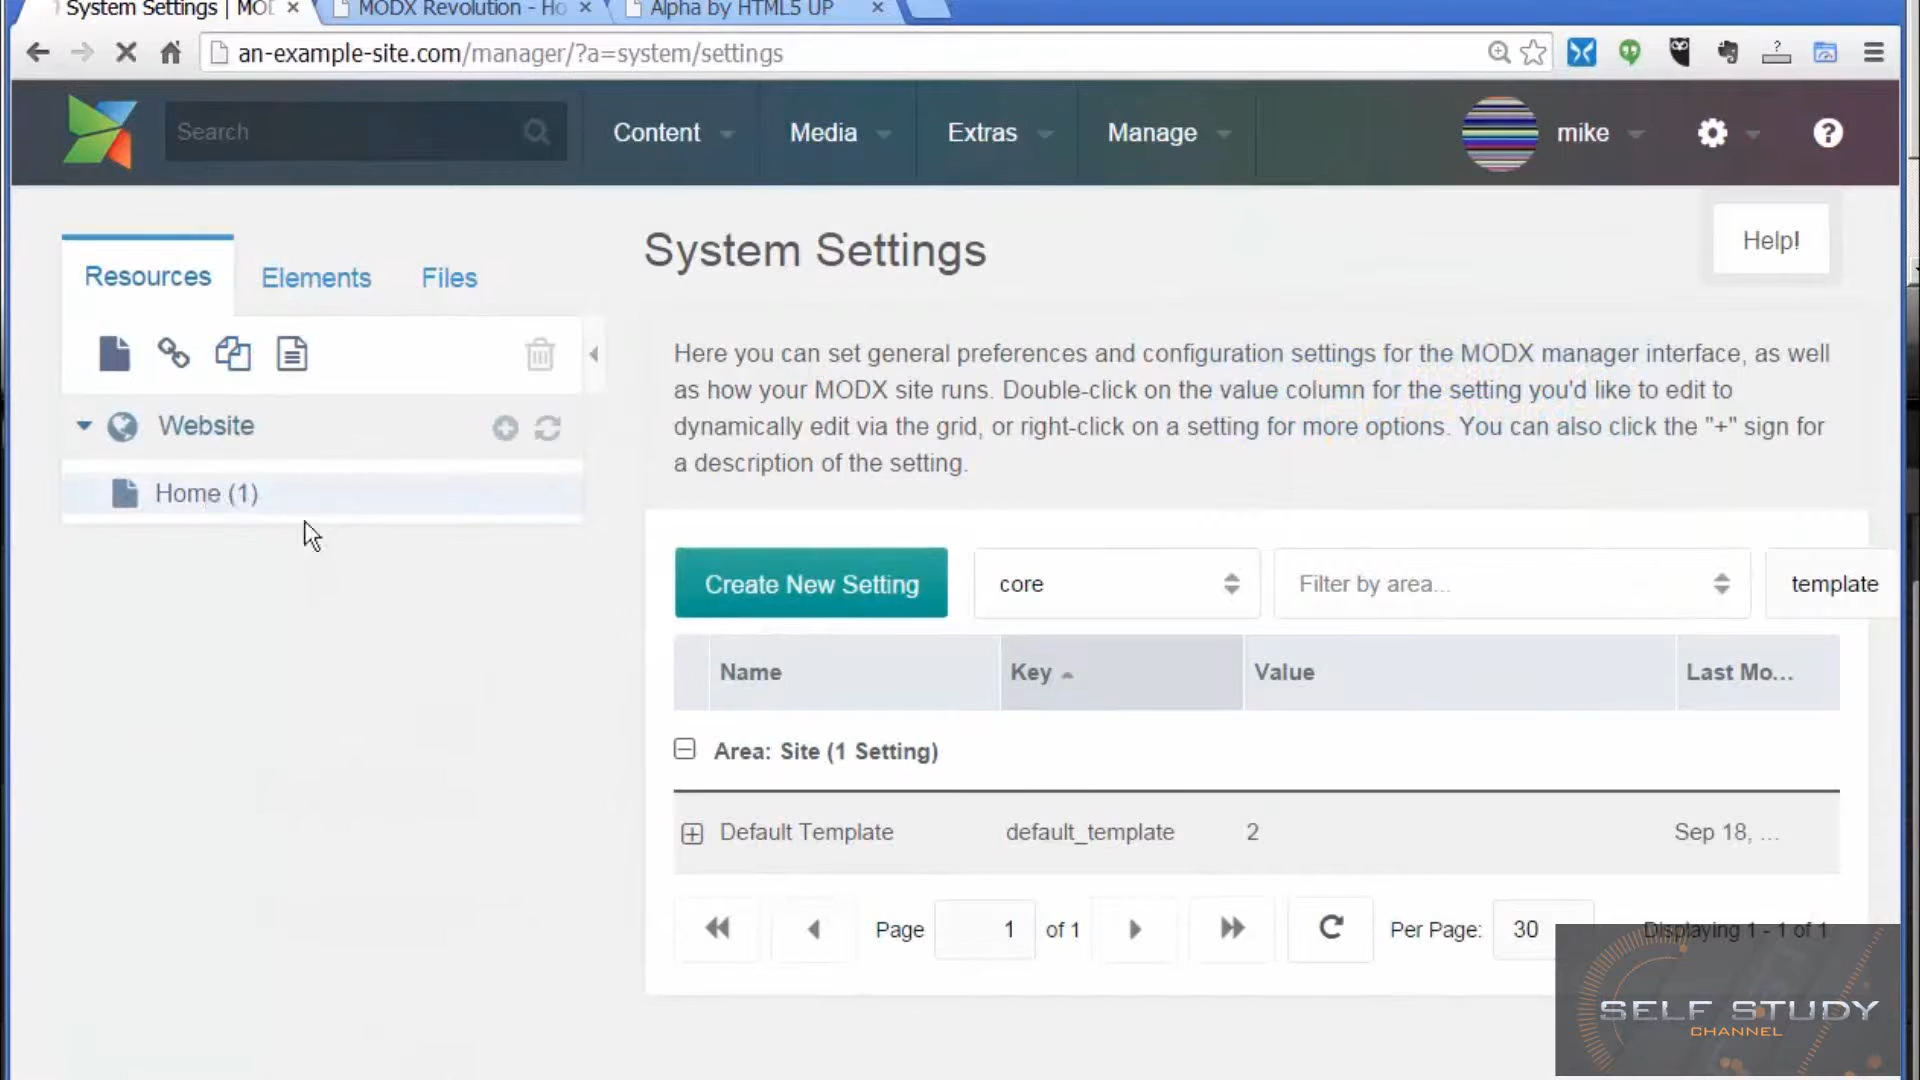 System Settings | MOD
MODX Revolution - Ho
Alpha by HTML5 UP
an-example-site.com/manager/?a=system/settings
Search
Content
Media
Extras
Manage
mike
Help!
Resources
Elements
Files
System Settings
Here you can set general preferences and configuration settings for the MODX manager interface, as well
as how your MODX site runs. Double-click on the value column for the setting you'd like to edit to
dynamically edit via the grid, or right-click on a setting for more options. You can also click the "+" sign for
a description of the setting.
Website
Home (1)
Create New Setting
core
Filter by area...
template
Name
Key
Value
Last Mo...
Area: Site (1 Setting)
Default Template
default_template
2
Sep 18, ...
Page
1
of 1
Per Page:
30
Displaying 1 - 1 of 1
SELF STUDY
CHANNEL